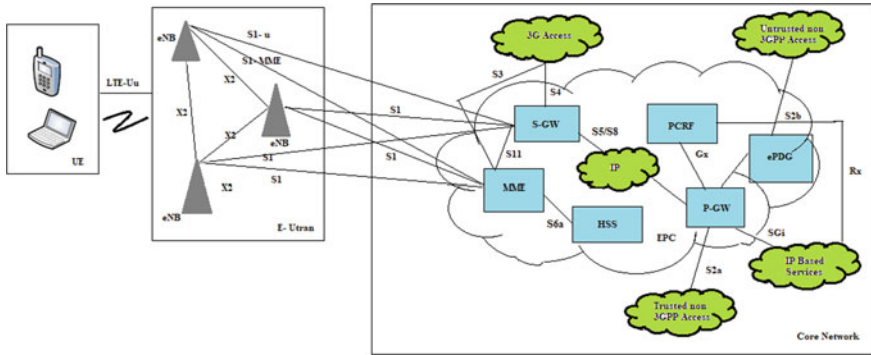 3G Access
Untrusted non
3GPP Access
eNB
S1- u
LTE-Uu
S1- MME
X2
S3
S4
X2
S1
S-GW
PCRF
S2b
X2
eNB
S5/S8
Gx
ePDG
UE
S1
S1
S11
IP
Rx
X2
S1
MME
P-GW
eNB
E- Utran
S6a
HSS
EPC
SGi
S2a
IP Based
Services
Trusted non
3GPP Access
Core Network